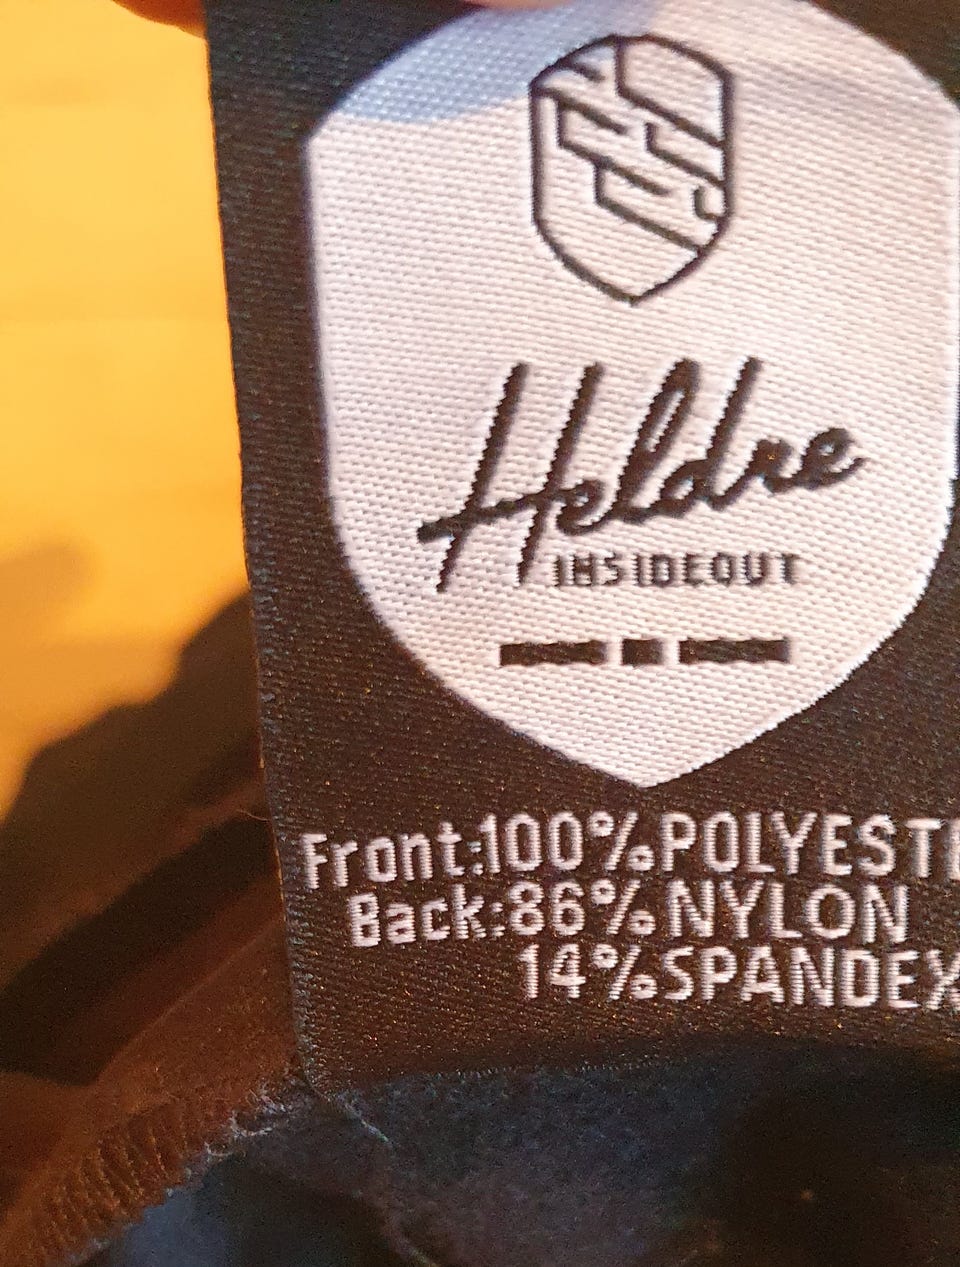 Heldre
INSIDEOUT
Front:100%POLYESTE
Back:86%NYLON
14%SPANDEX